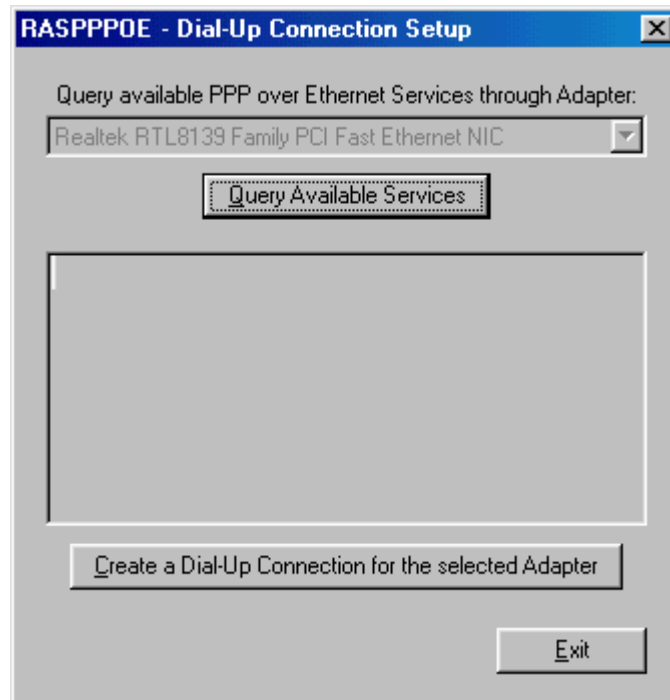 RASPPPOE - Dial-Up Connection Setup
Query available PPP over Ethernet Services through Adapter:
Realtek RTL8139 Family PCI Fast Ethernet NIC
Query Available Services
Create a Dial-Up Connection for the selected Adapter
Exit